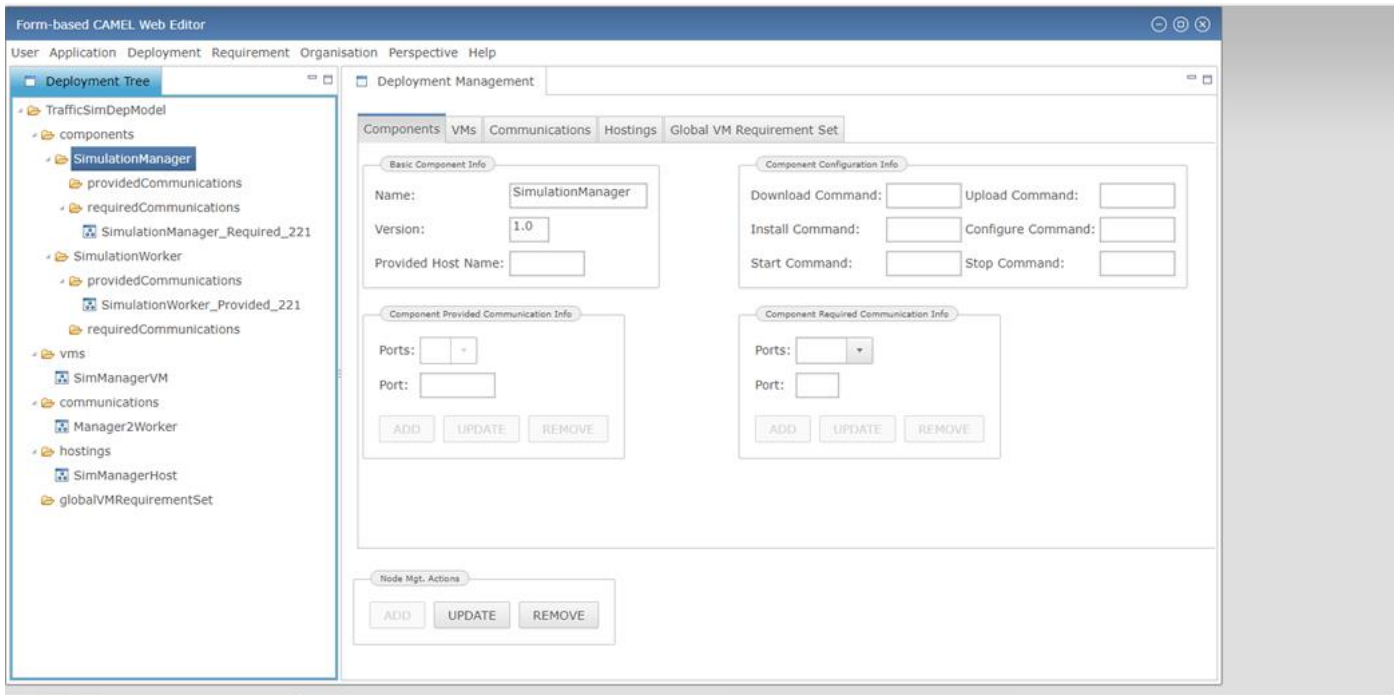 Form-based CAMEL Web Editor
User Application Deployment Requirement Organisation Perspective Help
Deployment Tree
TrafficSimDepModel
components
SimulationManager
providedCommunications
requiredCommunications
SimulationManager_Required_221
SimulationWorker
providedCommunications
SimulationWorker_Provided_221
requiredCommunications
vms
SimManagerVM
communications
Manager2Worker
hostings
SimManagerHost
globalVMRequirementSet
Deployment Management
Components VMs Communications Hostings Global VM Requirement Set
Basic Component Info
Name: SimulationManager
Version: 1.0
Provided Host Name:
Component Configuration Info
Download Command: Upload Command:
Install Command: Configure Command:
Start Command: Stop Command:
Component Provided Communication Info
Ports:
Port:
ADD UPDATE REMOVE
Component Required Communication Info
Ports:
Port:
ADD UPDATE REMOVE
Node Mgt. Actions
ADD UPDATE REMOVE